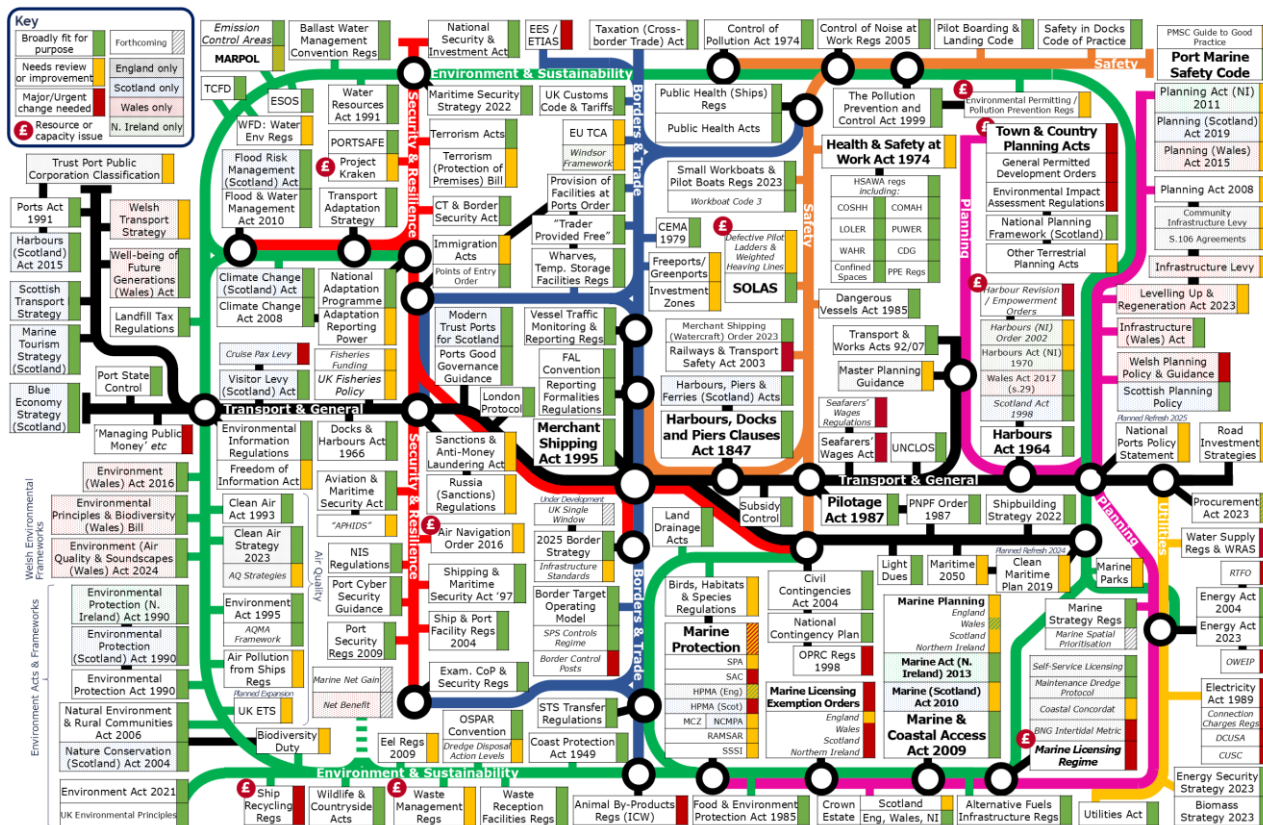 Key
Broadly fit for
purpose
Forthcoming
Needs review
or improvement
England only
Scotland only
Major/Urgent
change needed
Wales only
£ Resource or
capacity issue
N. Ireland only
Emission
Control Areas
MARPOL
Ballast Water
Management
Convention Regs
National
Security &
Investment Act
EES /
ETIAS
Taxation (Cross-
border Trade) Act
Control of
Pollution Act 1974
Control of Noise at
Work Regs 2005
Pilot Boarding &
Landing Code
Safety in Docks
Code of Practice
PMSC Guide to Good
Practice
Port Marine
Safety Code
Environment & Sustainability
Safety
TCFD
ESOS
Water
Resources
Act 1991
Maritime Security
Strategy 2022
UK Customs
Code & Tariffs
Public Health (Ships)
Regs
Public Health Acts
The Pollution
Prevention and
Control Act 1999
£
Environmental Permitting /
Pollution Prevention Regs
Planning Act (NI)
2011
Planning (Scotland)
Act 2019
Planning (Wales)
Act 2015
WFD: Water
Env Regs
PORTSAFE
£
Project
Kraken
Security & Resilience
Terrorism Acts
Terrorism
(Protection of
Premises) Bill
EU TCA
Windsor
Framework
Borders & Trade
Health & Safety at
Work Act 1974
£
Town & Country
Planning Acts
General Permitted
Development Orders
Environmental Impact
Assessment Regulations
National Planning
Framework (Scotland)
Other Terrestrial
Planning Acts
Trust Port Public
Corporation Classification
Flood Risk
Management
(Scotland) Act
Flood & Water
Management
Act 2010
Transport
Adaptation
Strategy
CT & Border
Security Act
Provision of
Facilities at
Ports Order
Small Workboats &
Pilot Boats Regs 2023
Workboat Code 3
HSAWA regs
including:
COSHH
COMAH
LOLER
PUWER
WAHR
CDG
Confined
Spaces
PPE Regs
Planning
Planning Act 2008
Community
Infrastructure Levy
S.106 Agreements
Infrastructure Levy
Ports Act
1991
Harbours
(Scotland) Act
2015
Welsh
Transport
Strategy
Well-being of
Future
Generations
(Wales) Act
Immigration
Acts
Points of Entry
Order
"Trader
Provided Free"
Wharves,
Temp. Storage
Facilities Regs
CEMA
1979
£
Defective Pilot
Ladders &
Weighted
Heaving Lines
SOLAS
Safety
Freeports/
Greenports
Investment
Zones
Climate Change
(Scotland) Act
Climate Change
Act 2008
National
Adaptation
Programme
Adaptation
Reporting
Power
Scottish
Transport
Strategy
Marine
Tourism
Strategy
(Scotland)
Landfill Tax
Regulations
Dangerous
Vessels Act 1985
£
Harbour Revision
/ Empowerment
Orders
Harbours (NI)
Order 2002
Harbours Act (NI)
1970
Wales Act 2017
(s.29)
Scotland Act
1998
Harbours
Act 1964
Levelling Up &
Regeneration Act 2023
Infrastructure
(Wales) Act
Welsh Planning
Policy & Guidance
Scottish Planning
Policy
Modern
Trust Ports
for Scotland
Ports Good
Governance
Guidance
Vessel Traffic
Monitoring &
Reporting Regs
FAL
Convention
Reporting
Formalities
Regulations
Merchant Shipping
(Watercraft) Order 2023
Railways & Transport
Safety Act 2003
Harbours, Piers &
Ferries (Scotland) Acts
Harbours, Docks
and Piers Clauses
Act 1847
Transport &
Works Acts 92/07
Master Planning
Guidance
Cruise Pax Levy
Visitor Levy
(Scotland) Act
Fisheries
Funding
UK Fisheries
Policy
Port State
Control
Blue
Economy
Strategy
(Scotland)
Transport & General
London
Protocol
Merchant
Shipping
Act 1995
Seafarers'
Wages
Regulations
Seafarers'
Wages Act
UNCLOS
Planned Refresh 2025
National
Ports Policy
Statement
Road
Investment
Strategies
'Managing Public
Money' etc
Environmental
Information
Regulations
Freedom of
Information Act
Docks &
Harbours Act
1966
Sanctions &
Anti-Money
Laundering Act
Russia
(Sanctions)
Regulations
Transport & General
Environment
(Wales) Act 2016
Environmental
Principles & Biodiversity
(Wales) Bill
Environment (Air
Quality & Soundscapes
(Wales) Act 2024
Welsh Environmental
Frameworks
Clean Air
Act 1993
Clean Air
Strategy
2023
AQ Strategies
Air Quality
Aviation &
Maritime
Security Act
"APHIDS"
Security & Resilience
£
Air Navigation
Order 2016
Under Development
UK Single
Window
2025 Border
Strategy
Infrastructure
Standards
Land
Drainage
Acts
Subsidy
Control
Pilotage
Act 1987
PNPF Order
1987
Shipbuilding
Strategy 2022
Procurement
Act 2023
Utilities
Planning
Water Supply
Regs & WRAS
RTFO
Energy Act
2004
Energy Act
2023
OWEIP
Light
Dues
Maritime
2050
Planned Refresh 2024
Clean
Maritime
Plan 2019
Marine
Parks
NIS
Regulations
Port Cyber
Security
Guidance
Port
Security
Regs 2009
Shipping &
Maritime
Security Act '97
Ship & Port
Facility Regs
2004
Exam. CoP &
Security Regs
Border Target
Operating
Model
SPS Controls
Regime
Border Control
Posts
Borders & Trade
Birds, Habitats
& Species
Regulations
Marine
Protection
SPA
SAC
HPMA (Eng)
HPMA (Scot)
MCZ
NCMPA
RAMSAR
SSSI
Civil
Contingencies
Act 2004
National
Contingency Plan
OPRC Regs
1998
Marine Licensing
Exemption Orders
England
Wales
Scotland
Northern Ireland
Marine Planning
England
Wales
Scotland
Northern Ireland
Marine Act (N.
Ireland) 2013
Marine (Scotland)
Act 2010
Marine &
Coastal Access
Act 2009
Marine
Strategy Regs
Marine Spatial
Prioritisation
Self-Service Licensing
Maintenance Dredge
Protocol
Coastal Concordat
BNG Intertidal Metric
£
Marine Licensing
Regime
Environment Acts & Frameworks
Environmental
Protection (N.
Ireland) Act 1990
Environmental
Protection
(Scotland) Act 1990
Environmental
Protection Act 1990
Natural Environment
& Rural Communities
Act 2006
Nature Conservation
(Scotland) Act 2004
Environment Act 2021
UK Environmental Principles
Environment
Act 1995
AQMA
Framework
Air Pollution
from Ships Regs
Planned Expansion
UK ETS
Biodiversity
Duty
Marine Net Gain
Net Benefit
Eel Regs
2009
OSPAR
Convention
Dredge Disposal
Action Levels
STS Transfer
Regulations
Coast Protection
Act 1949
Electricity
Act 1989
Connection
Charges Regs
DCUSA
CUSC
Energy Security
Strategy 2023
Biomass
Strategy 2023
Environment & Sustainability
£
Ship
Recycling
Regs
Wildlife &
Countryside
Acts
£
Waste
Management
Regs
Waste
Reception
Facilities Regs
Animal By-Products
Regs (ICW)
Food & Environment
Protection Act 1985
Crown
Estate
Scotland
Eng, Wales, NI
Alternative Fuels
Infrastructure Regs
Utilities Act